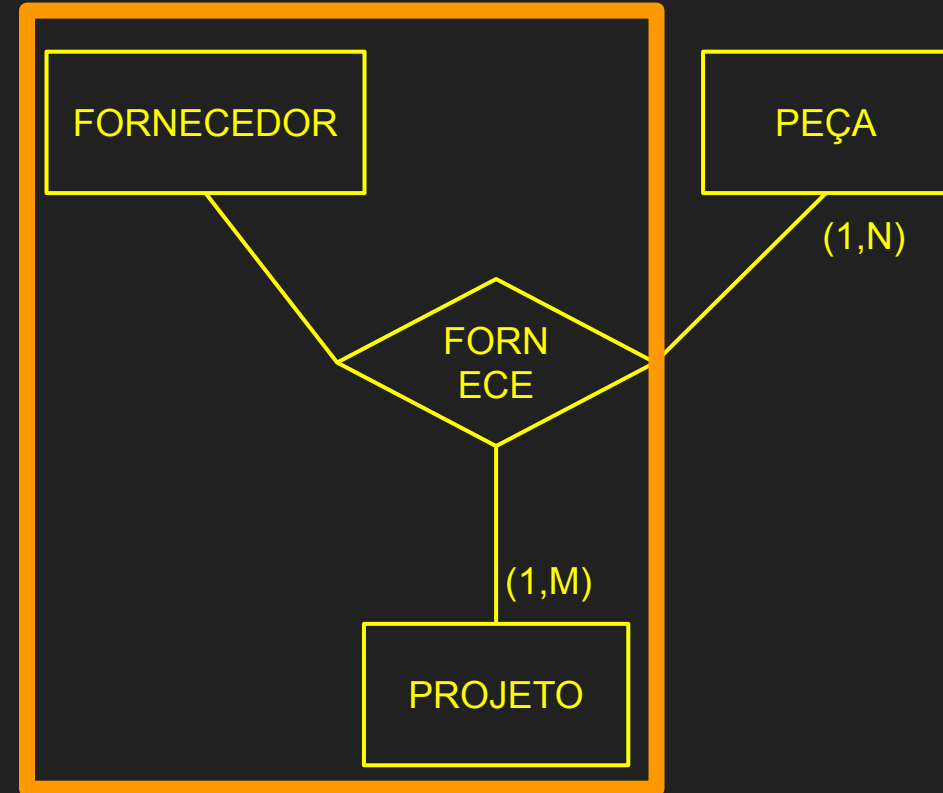 FORNECEDOR
PEÇA
(1,N)
FORN
ECE
(1,M)
PROJETO